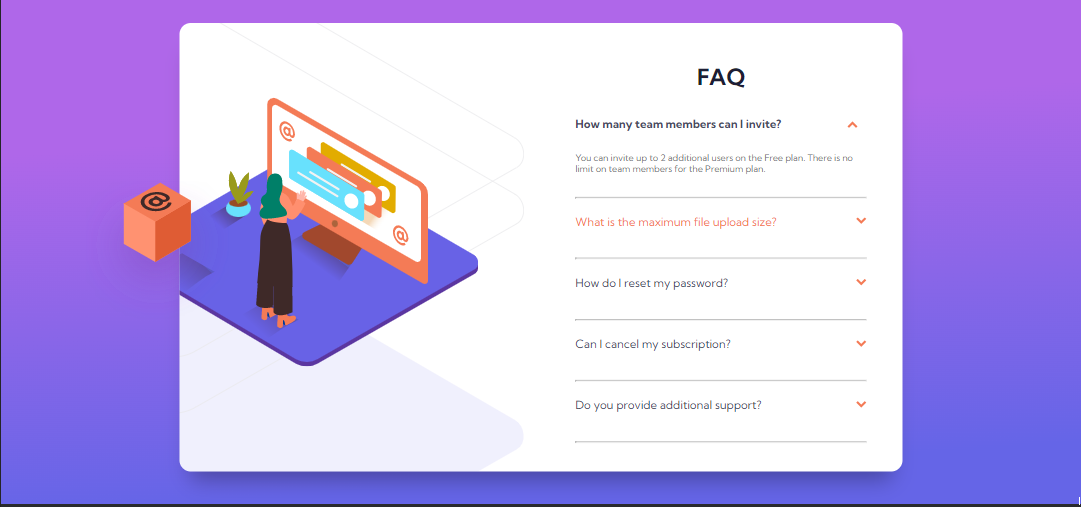 FAQ
How many team members can I invite?
You can invite up to 2 additional users on the Free plan. There is no
limit on team members for the Premium plan.
What is the maximum file upload size?
How do I reset my password?
Can I cancel my subscription?
Do you provide additional support?
@
@
@